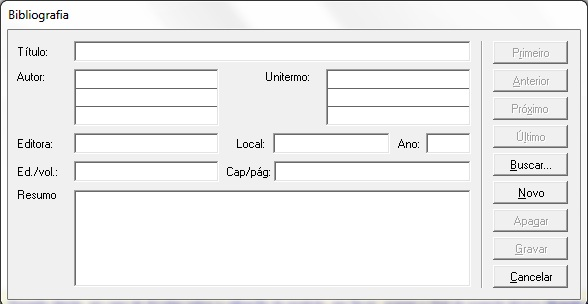 Bibliografia
Título:
Primeiro
Autor:
Unitermo:
Anterior
Próximo
Último
Editora:
Local:
Ano:
Buscar...
Ed./vol.:
Cap/pág:
Novo
Resumo
Apagar
Gravar
Cancelar